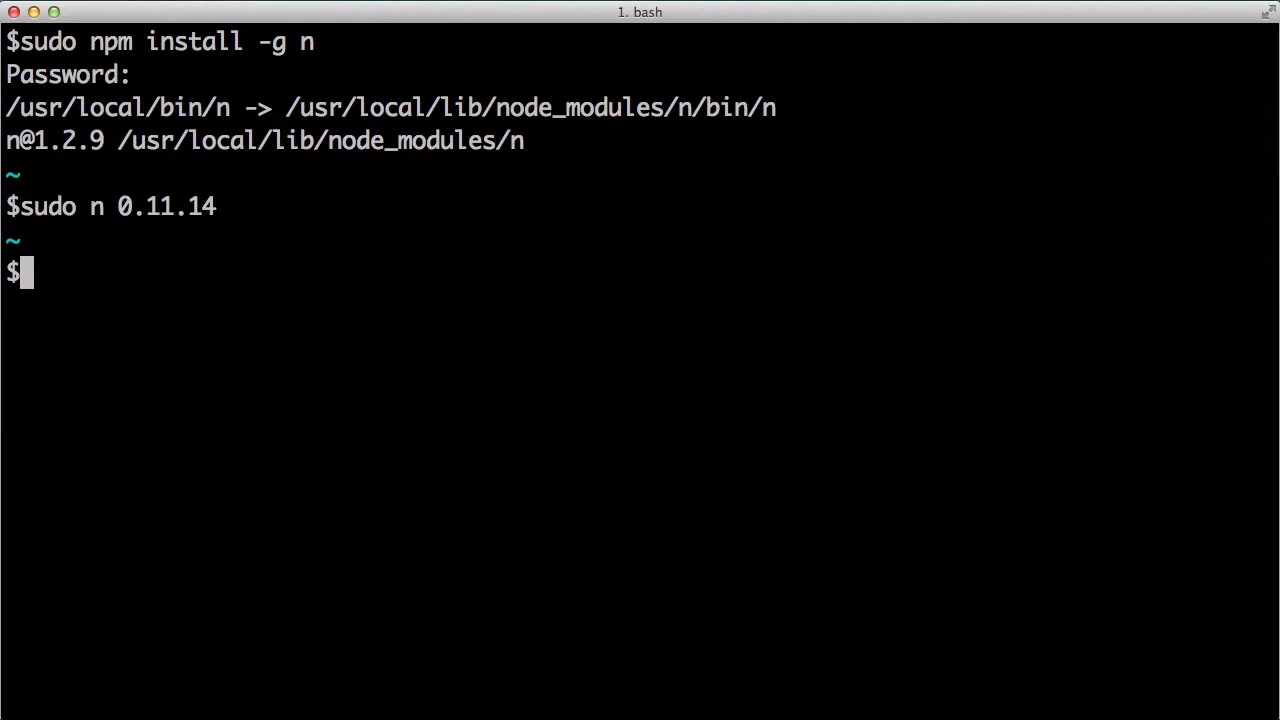 1. bash
$sudo npm install -g n
Password:
/usr/local/bin/n -> /usr/local/lib/node_modules/n/bin/n
n@1.2.9 /usr/local/lib/node_modules/n
~
$sudo n 0.11.14
~
$